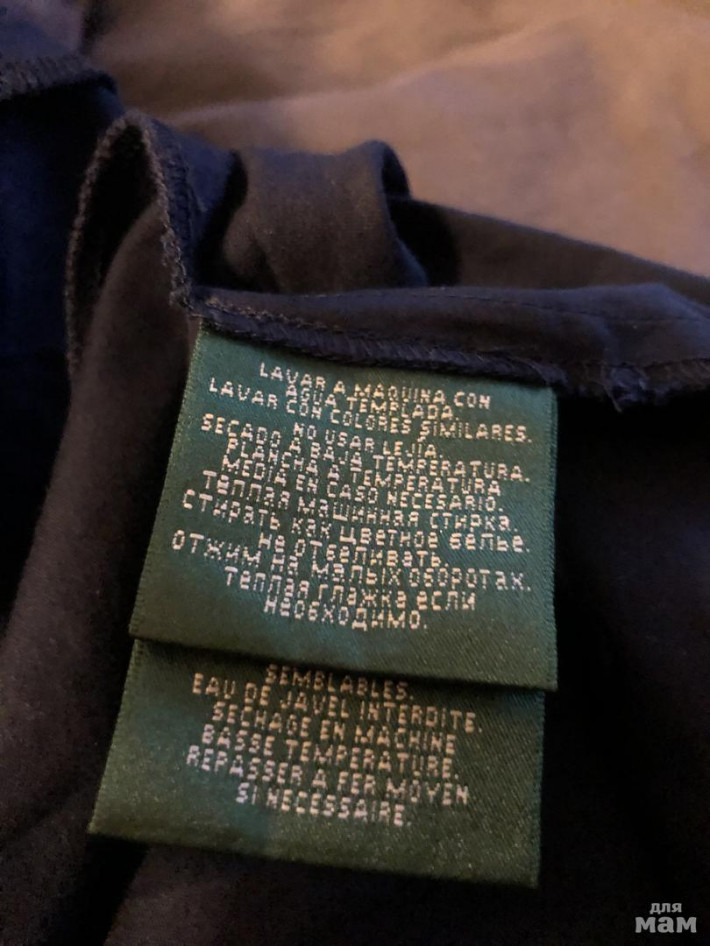 LAVAR A MAQUINA CON
AGUA TEMPLADA.
LAVAR CON COLORES SIMILARES.
NO USAR LEJÍA.
SECADO A BAJA TEMPERATURA.
PLANCHA A TEMPERATURA
MEDIA EN CASO NECESARIO.
ТЕПЛАЯ МАШИННАЯ СТИРКА.
СТИРАТЬ КАК ЦВЕТНОЕ БЕЛЬЕ.
НА ОТБЕЛИВАТЬ.
ОТЖИМ НА МАЛЫХ ОБОРОТАХ.
ТЕПЛАЯ ГЛАЖКА ЕСЛИ
НЕОБХОДИМО.
SEMBLABLES.
EAU DE JAVEL INTERDITE.
SECHAGE EN MACHINE
BASSE TEMPERATURE.
REPASSER A FER MOYEN
SI NECESSAIRE.
для
мам